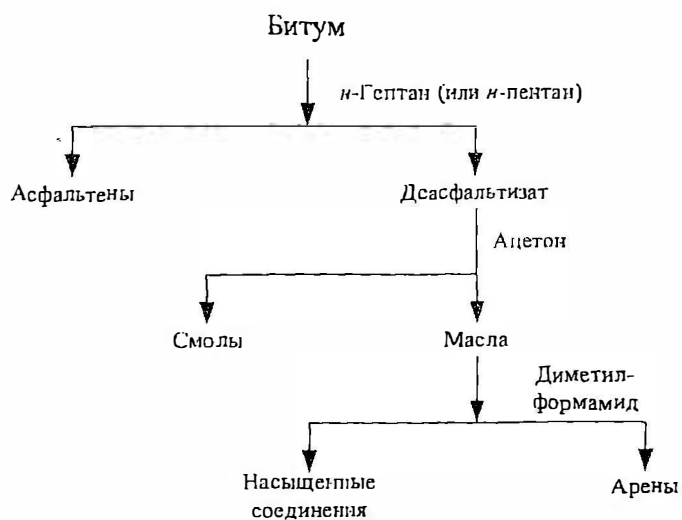 Битум
н-Гептан (или н-пентан)
Асфальтены
Деасфальтизат
Ацетон
Смолы
Масла
Диметил-
формамид
Насыщенные
соединения
Арены